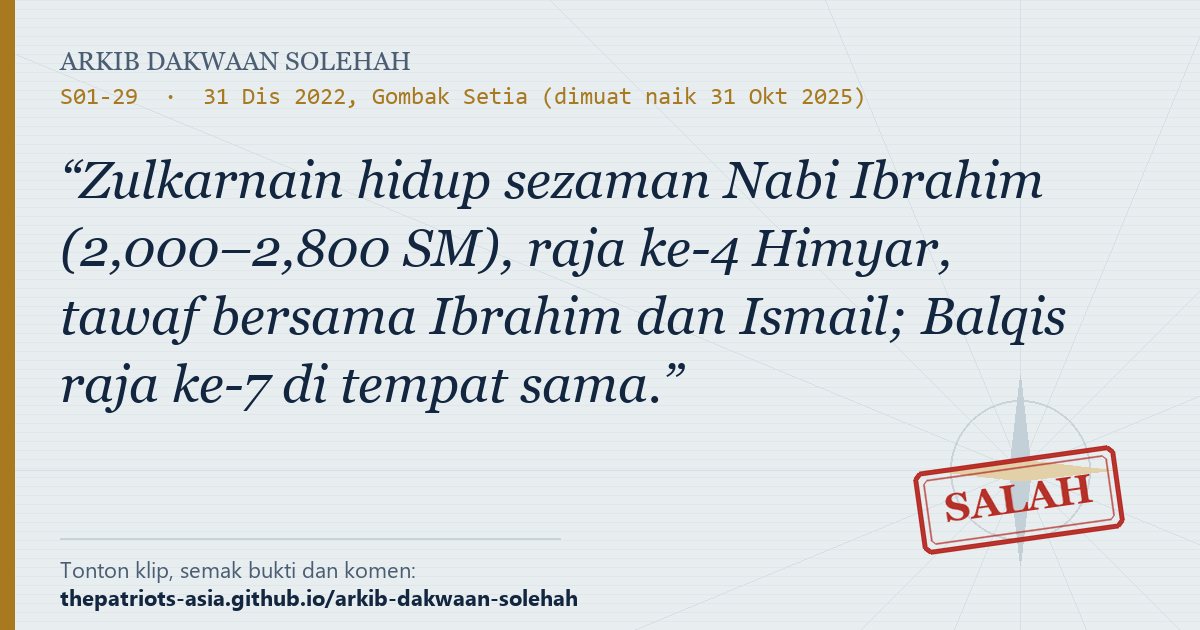 ARKIB DAKWAAN SOLEHAH
S01-29 · 31 Dis 2022, Gombak Setia (dimuat naik 31 Okt 2025)
“Zulkarnain hidup sezaman Nabi Ibrahim
(2,000–2,800 SM), raja ke-4 Himyar,
tawaf bersama Ibrahim dan Ismail; Balqis
raja ke-7 di tempat sama.”
SALAH
Tonton klip, semak bukti dan komen:
thepatriots-asia.github.io/arkib-dakwaan-solehah